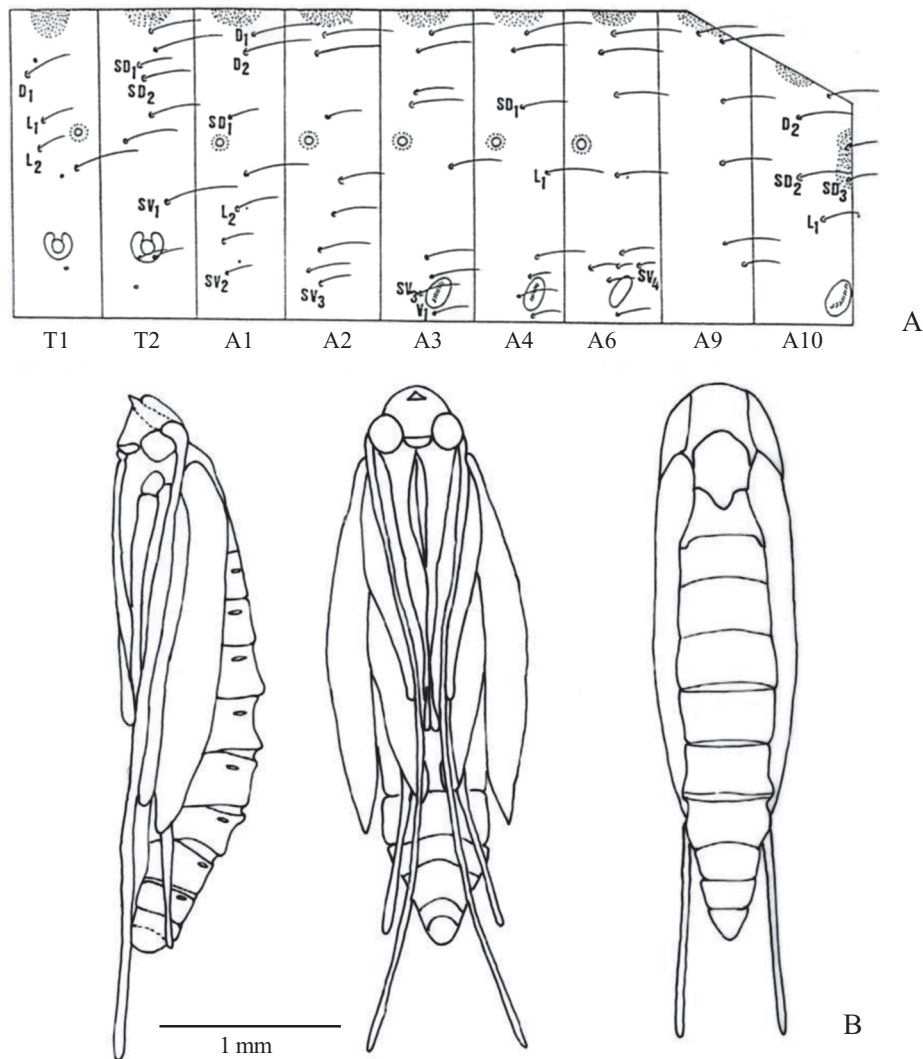 D1 D2
SD1
SD2
D1
L1
SD1
SD1
L2
D2
L1
SD2 SD3
SV1
L2
L1
SV2
SV3
SV3
SV4
V1
A
T1 T2 A1 A2 A3 A4 A6 A9 A10
1 mm
B